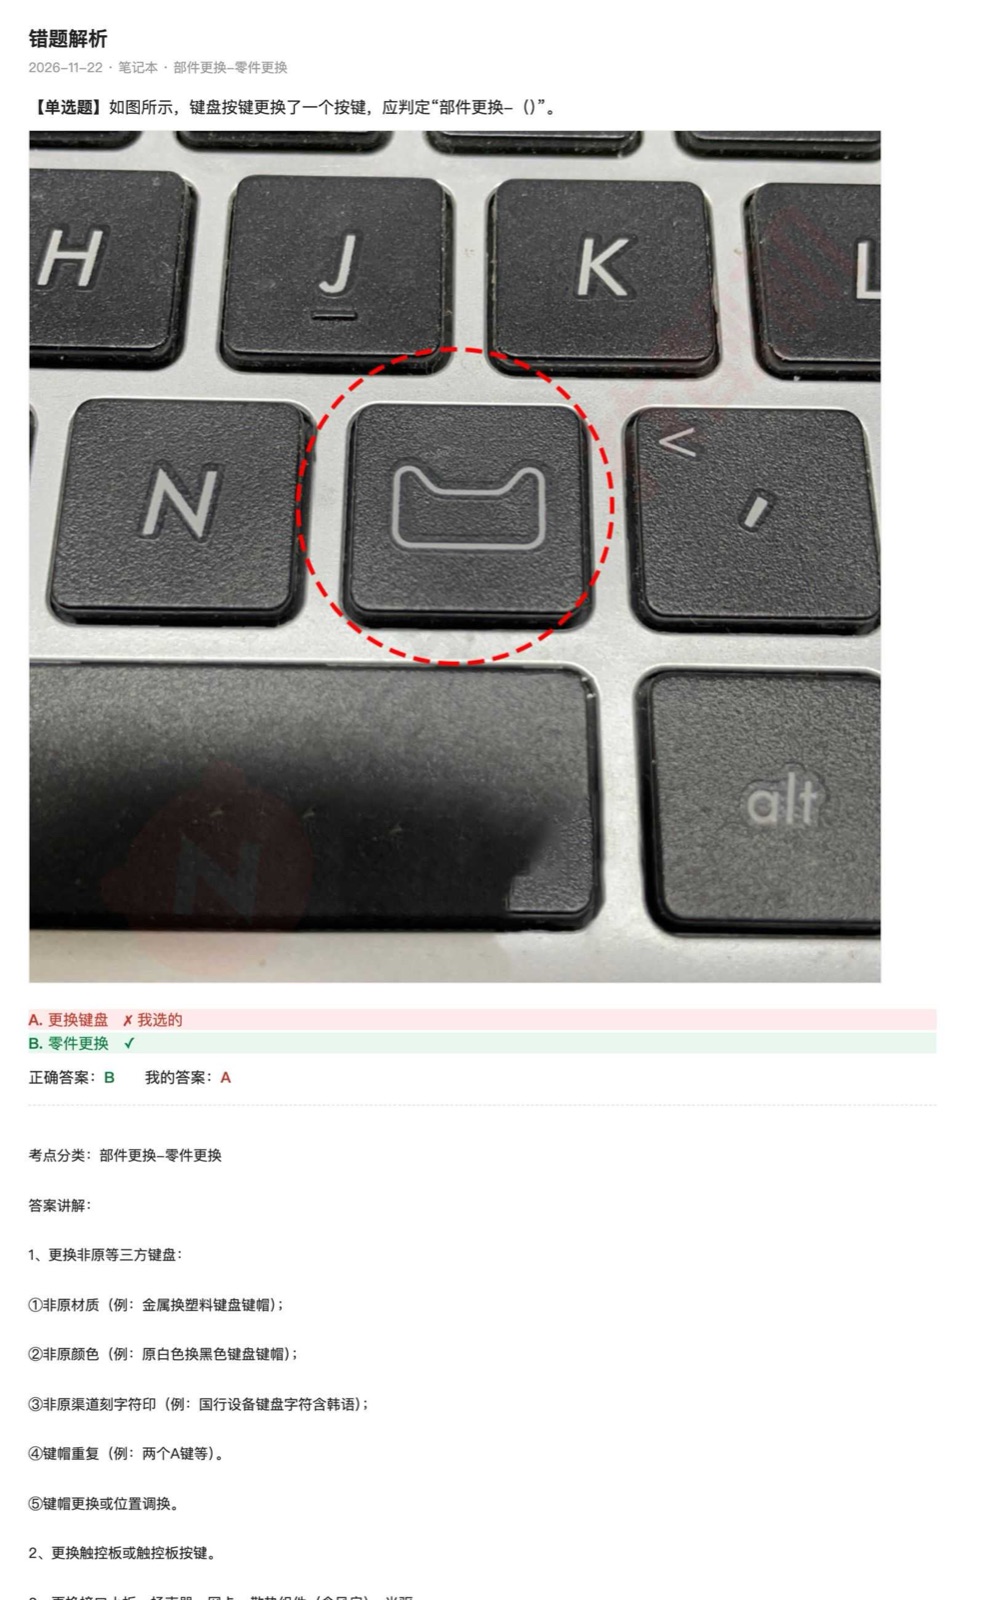 错题解析
2026-11-22 · 笔记本 · 部件更换-零件更换
【单选题】如图所示，键盘按键更换了一个按键，应判定“部件更换-（）”。
H J K L
N < ,
alt
N
A. 更换键盘 ✗ 我选的
B. 零件更换 ✓
正确答案：B 我的答案：A
考点分类：部件更换-零件更换
答案讲解：
1、更换非原等三方键盘：
①非原材质（例：金属换塑料键盘键帽）；
②非原颜色（例：原白色换黑色键盘键帽）；
③非原渠道刻字符印（例：国行设备键盘字符含韩语）；
④键帽重复（例：两个A键等）。
⑤键帽更换或位置调换。
2、更换触控板或触控板按键。